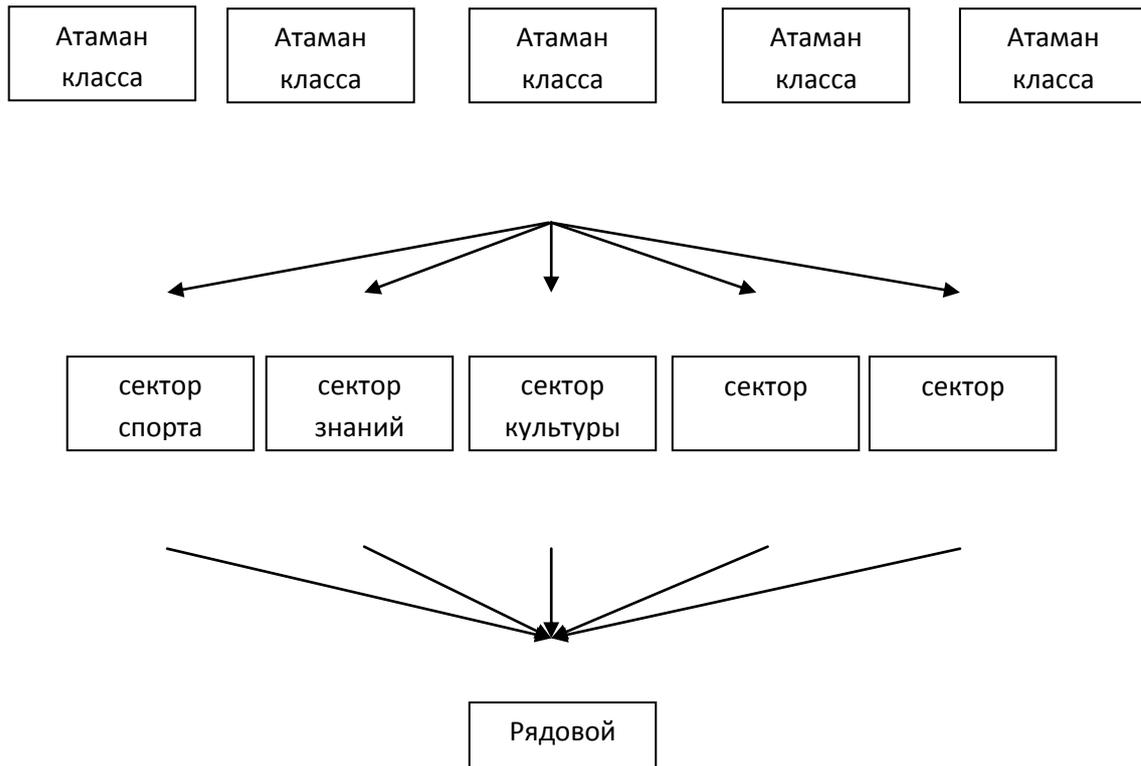 Атаман Атаман Атаман Атаман Атаман
класса класса класса класса класса
сектор сектор сектор сектор сектор
спорта знаний культуры
Рядовой